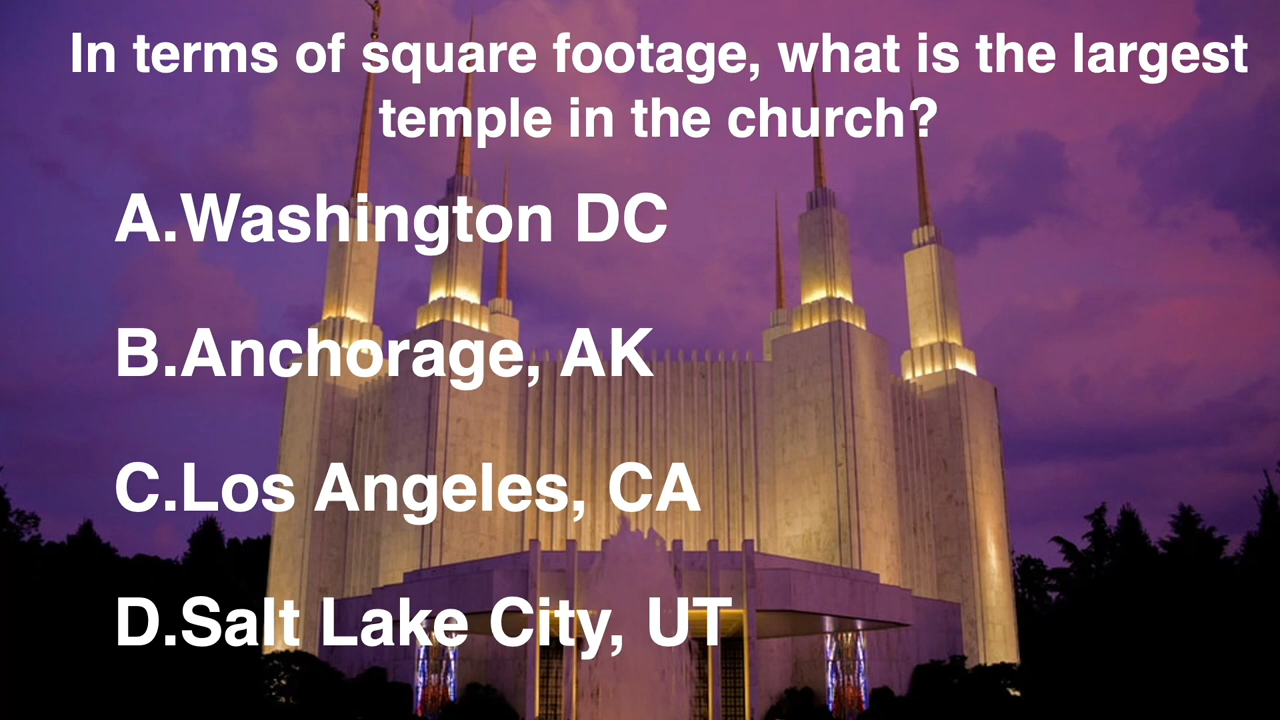 In terms of square footage, what is the largest
temple in the church?
A.Washington DC
B.Anchorage, AK
C.Los Angeles, CA
D.Salt Lake City, UT